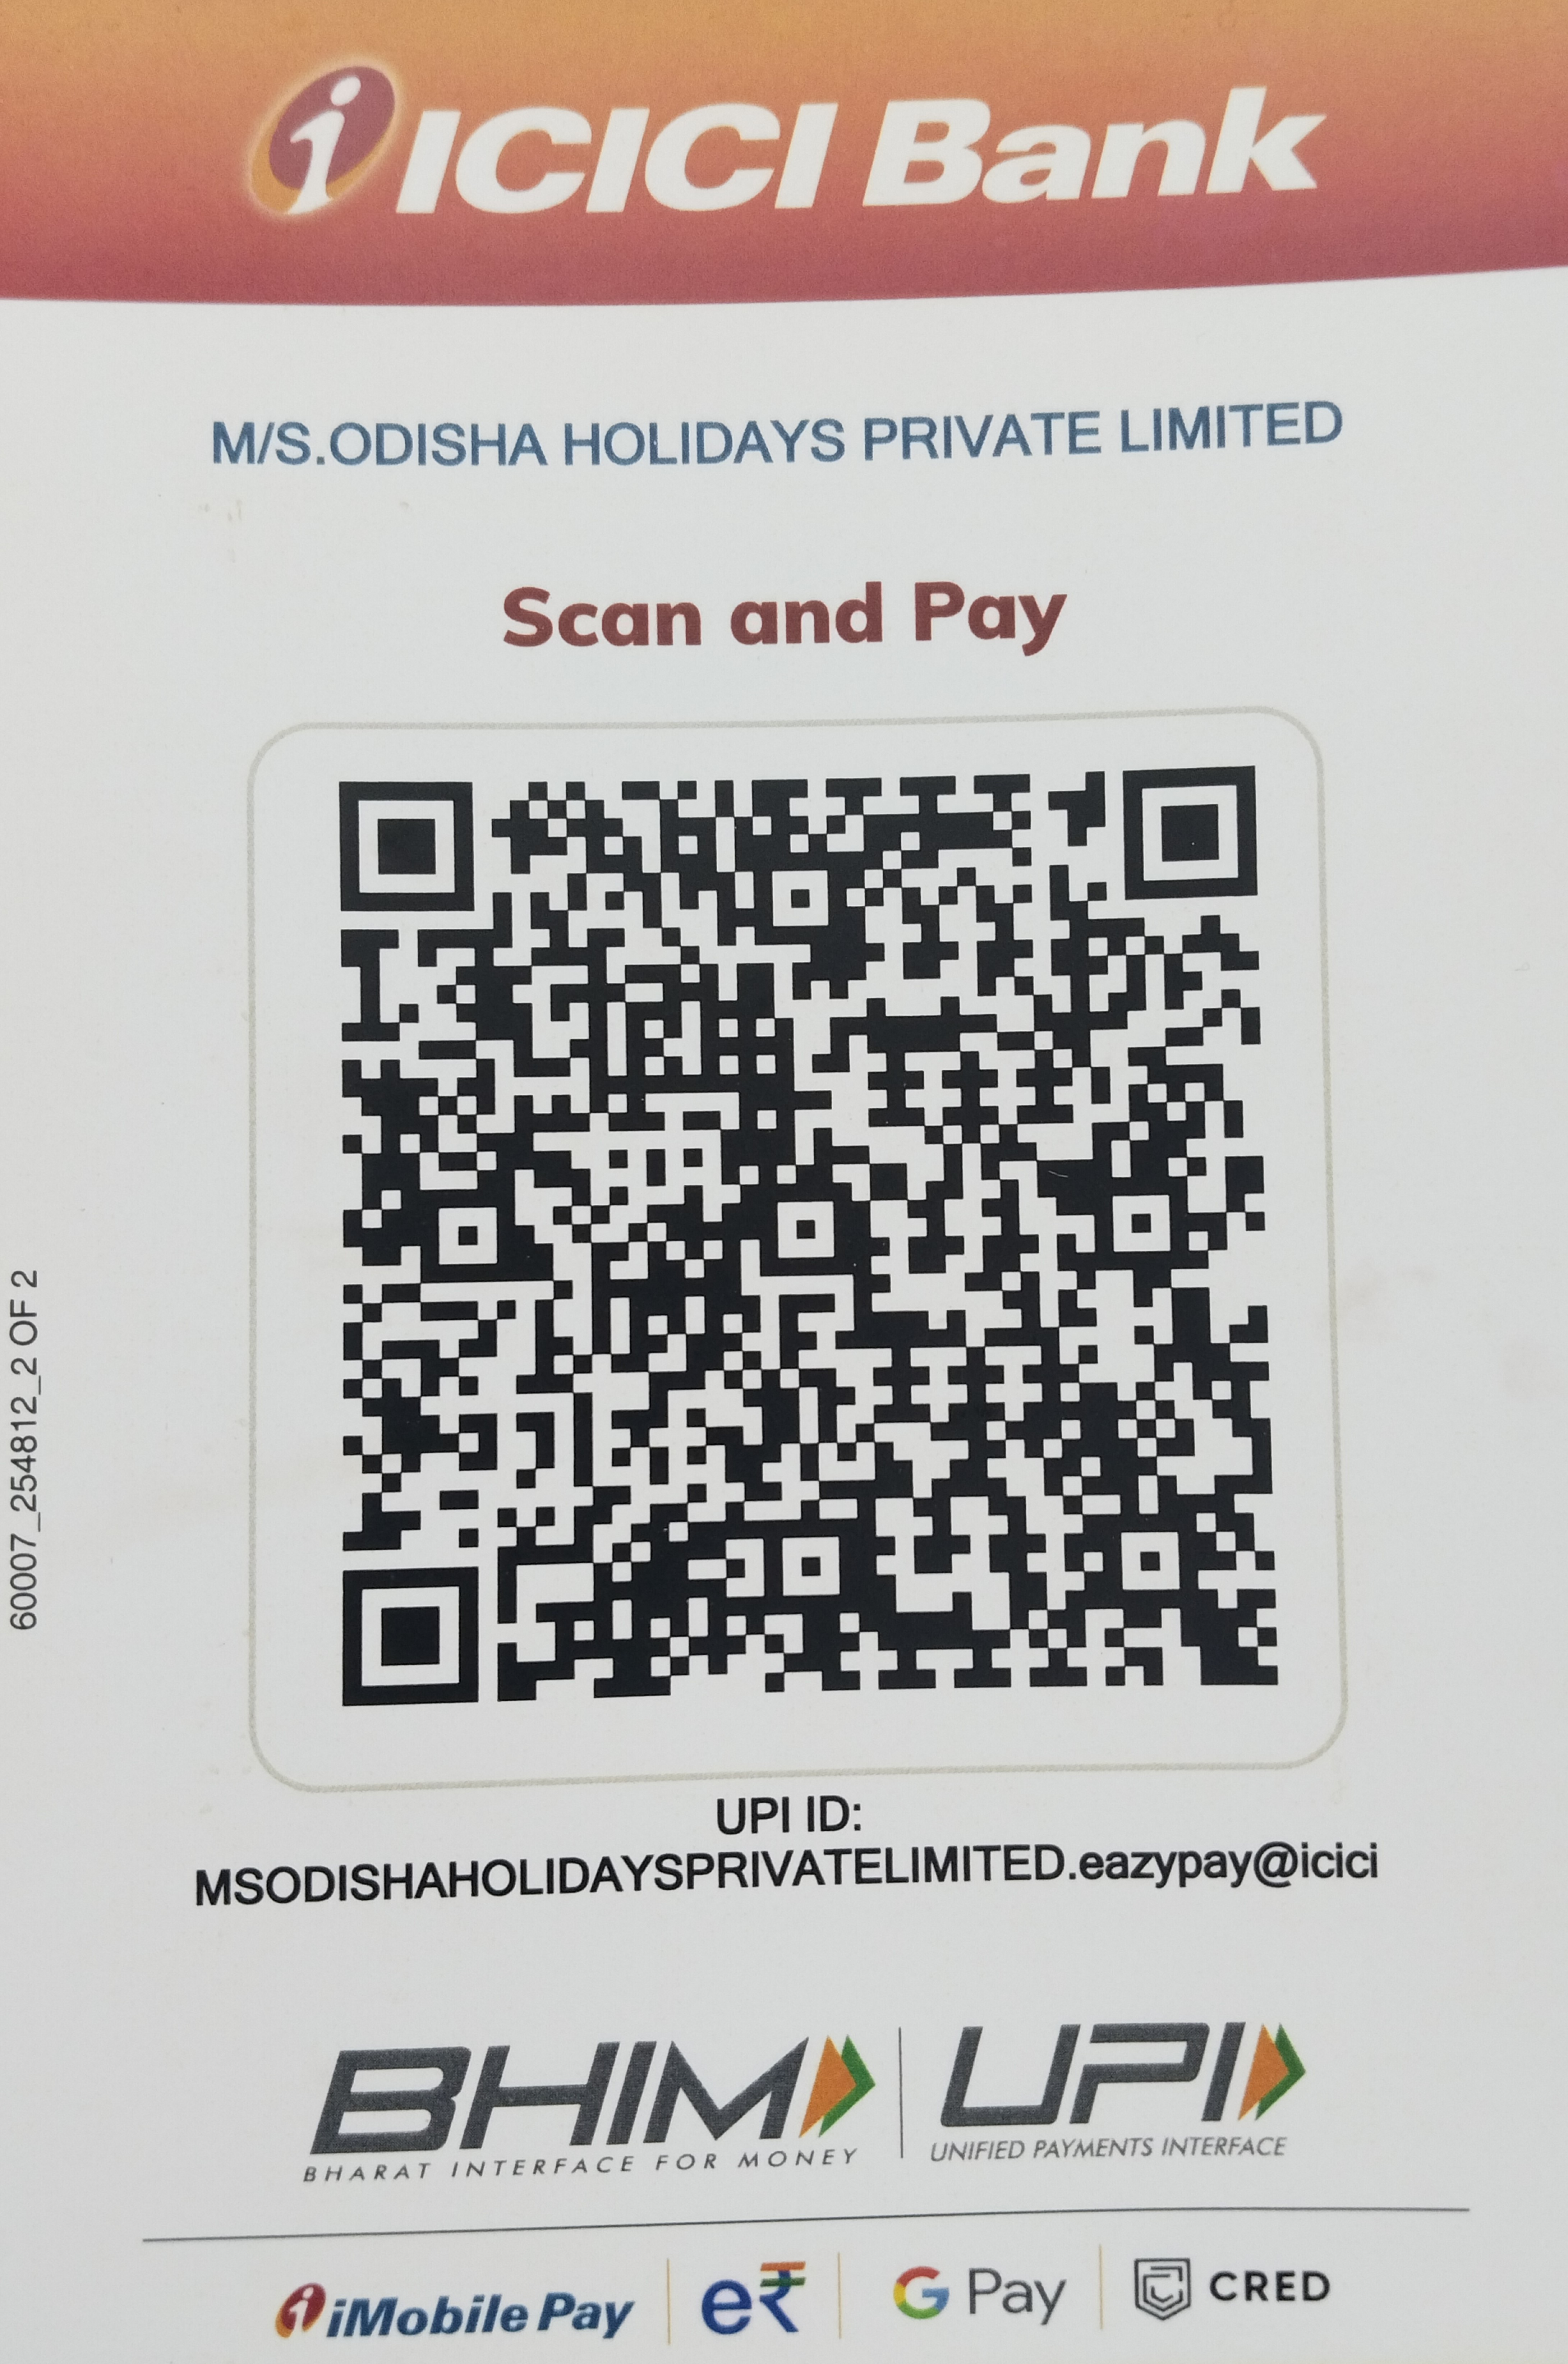 ICICI Bank
M/S.ODISHA HOLIDAYS PRIVATE LIMITED
Scan and Pay
60007_254812_2 OF 2
UPI ID:
MSODISHAHOLIDAYSPRIVATELIMITED.eazypay@icici
BHIM UPI
BHARAT INTERFACE FOR MONEY UNIFIED PAYMENTS INTERFACE
iMobile Pay e₹ G Pay CRED